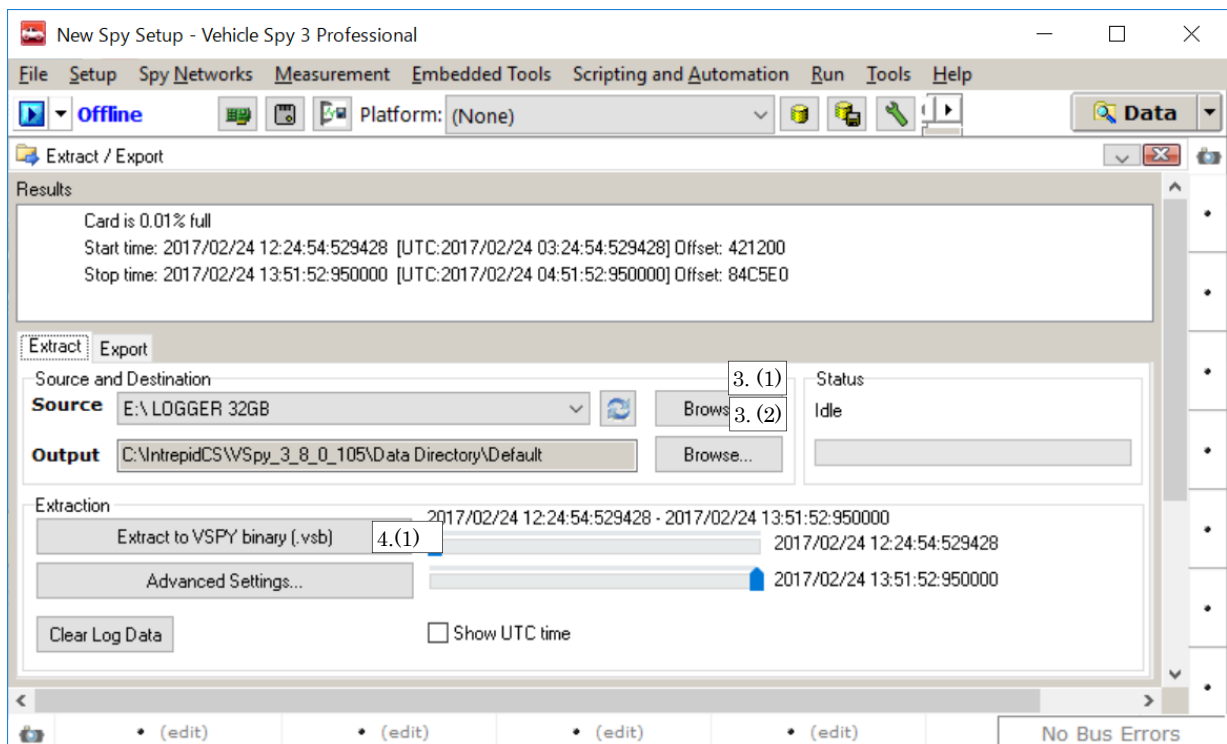 New Spy Setup - Vehicle Spy 3 Professional
File Setup Spy Networks Measurement Embedded Tools Scripting and Automation Run Tools Help
Offline Platform: (None) Data
Extract / Export
Results
Card is 0.01% full
Start time: 2017/02/24 12:24:54:529428 [UTC:2017/02/24 03:24:54:529428] Offset: 421200
Stop time: 2017/02/24 13:51:52:950000 [UTC:2017/02/24 04:51:52:950000] Offset: 84C5E0
Extract Export
Source and Destination 3. (1) Status
Source E:\ LOGGER 32GB Brows 3. (2) Idle
Output C:\IntrepidCS\VSpy_3_8_0_105\Data Directory\Default Browse...
Extraction
2017/02/24 12:24:54:529428 - 2017/02/24 13:51:52:950000
Extract to VSPY binary (.vsb) 4.(1) 2017/02/24 12:24:54:529428
Advanced Settings... 2017/02/24 13:51:52:950000
Clear Log Data Show UTC time
(edit) (edit) (edit) (edit) No Bus Errors